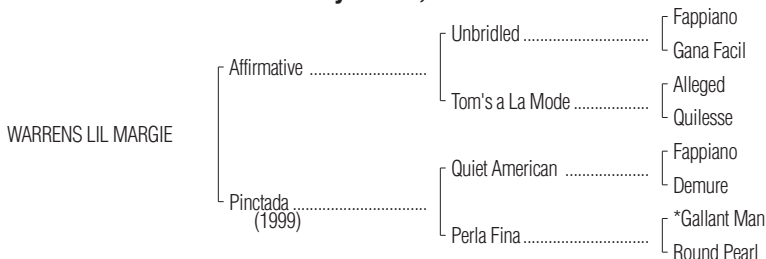 Fappiano
Unbridled
Gana Facil
Affirmative
Alleged
Tom's a La Mode
Quilesse
WARRENS LIL MARGIE
Fappiano
Quiet American
Demure
Pinctada
(1999)
*Gallant Man
Perla Fina
Round Pearl